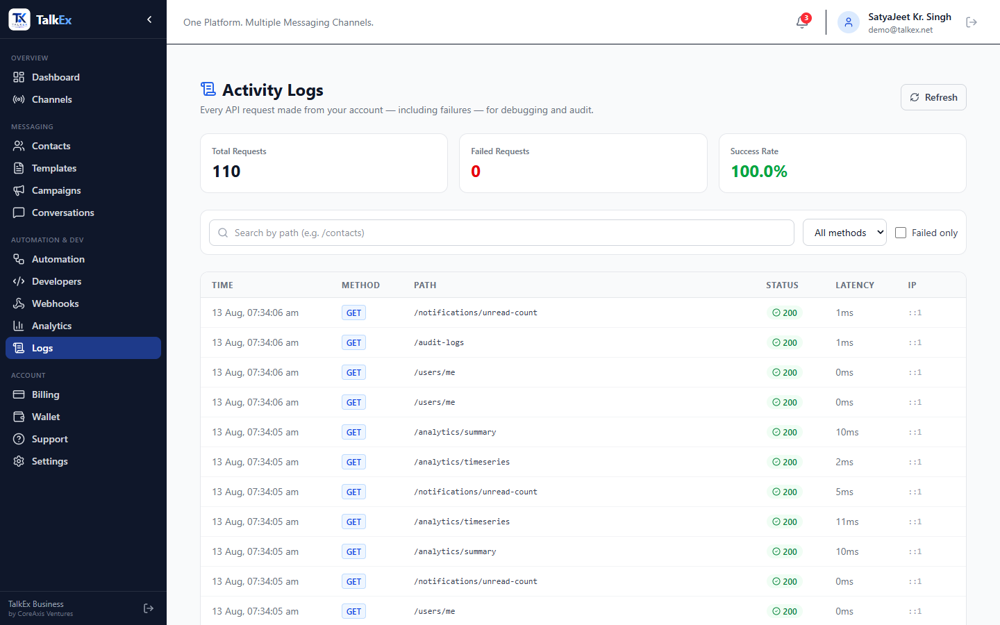 TX
TALKEX
TalkEx
One Platform. Multiple Messaging Channels.
3
SatyaJeet Kr. Singh
demo@talkex.net
OVERVIEW
Dashboard
Channels
MESSAGING
Contacts
Templates
Campaigns
Conversations
AUTOMATION & DEV
Automation
Developers
Webhooks
Analytics
Logs
ACCOUNT
Billing
Wallet
Support
Settings
TalkEx Business
by CoreAxis Ventures
Activity Logs
Every API request made from your account — including failures — for debugging and audit.
Refresh
Total Requests
110
Failed Requests
0
Success Rate
100.0%
Search by path (e.g. /contacts)
All methods
Failed only
TIME METHOD PATH STATUS LATENCY IP
13 Aug, 07:34:06 am GET /notifications/unread-count 200 1ms ::1
13 Aug, 07:34:06 am GET /audit-logs 200 1ms ::1
13 Aug, 07:34:06 am GET /users/me 200 0ms ::1
13 Aug, 07:34:06 am GET /users/me 200 0ms ::1
13 Aug, 07:34:05 am GET /analytics/summary 200 10ms ::1
13 Aug, 07:34:05 am GET /analytics/timeseries 200 2ms ::1
13 Aug, 07:34:05 am GET /notifications/unread-count 200 5ms ::1
13 Aug, 07:34:05 am GET /analytics/timeseries 200 11ms ::1
13 Aug, 07:34:05 am GET /analytics/summary 200 10ms ::1
13 Aug, 07:34:05 am GET /notifications/unread-count 200 0ms ::1
13 Aug, 07:34:05 am GET /users/me 200 0ms ::1